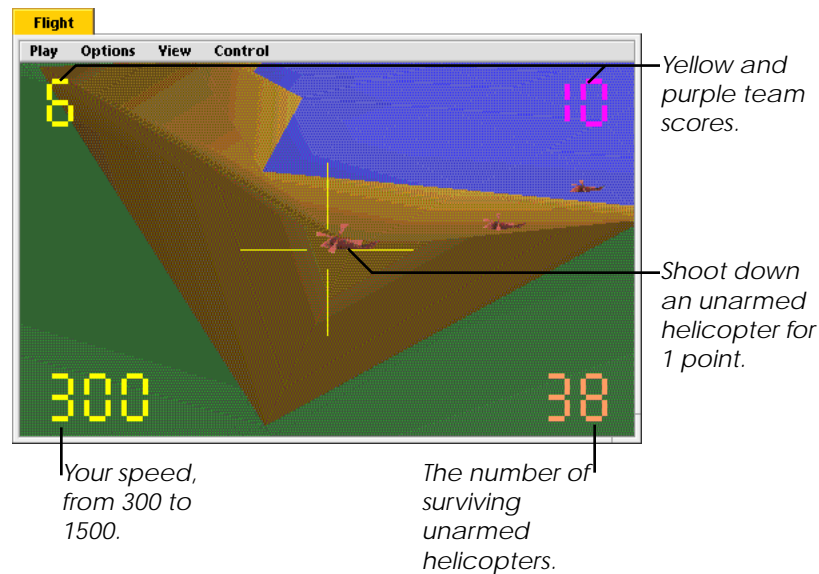 Flight
Play Options View Control
6
10
Yellow and
purple team
scores.
Shoot down
an unarmed
helicopter for
1 point.
300
38
Your speed,
from 300 to
1500.
The number of
surviving
unarmed
helicopters.